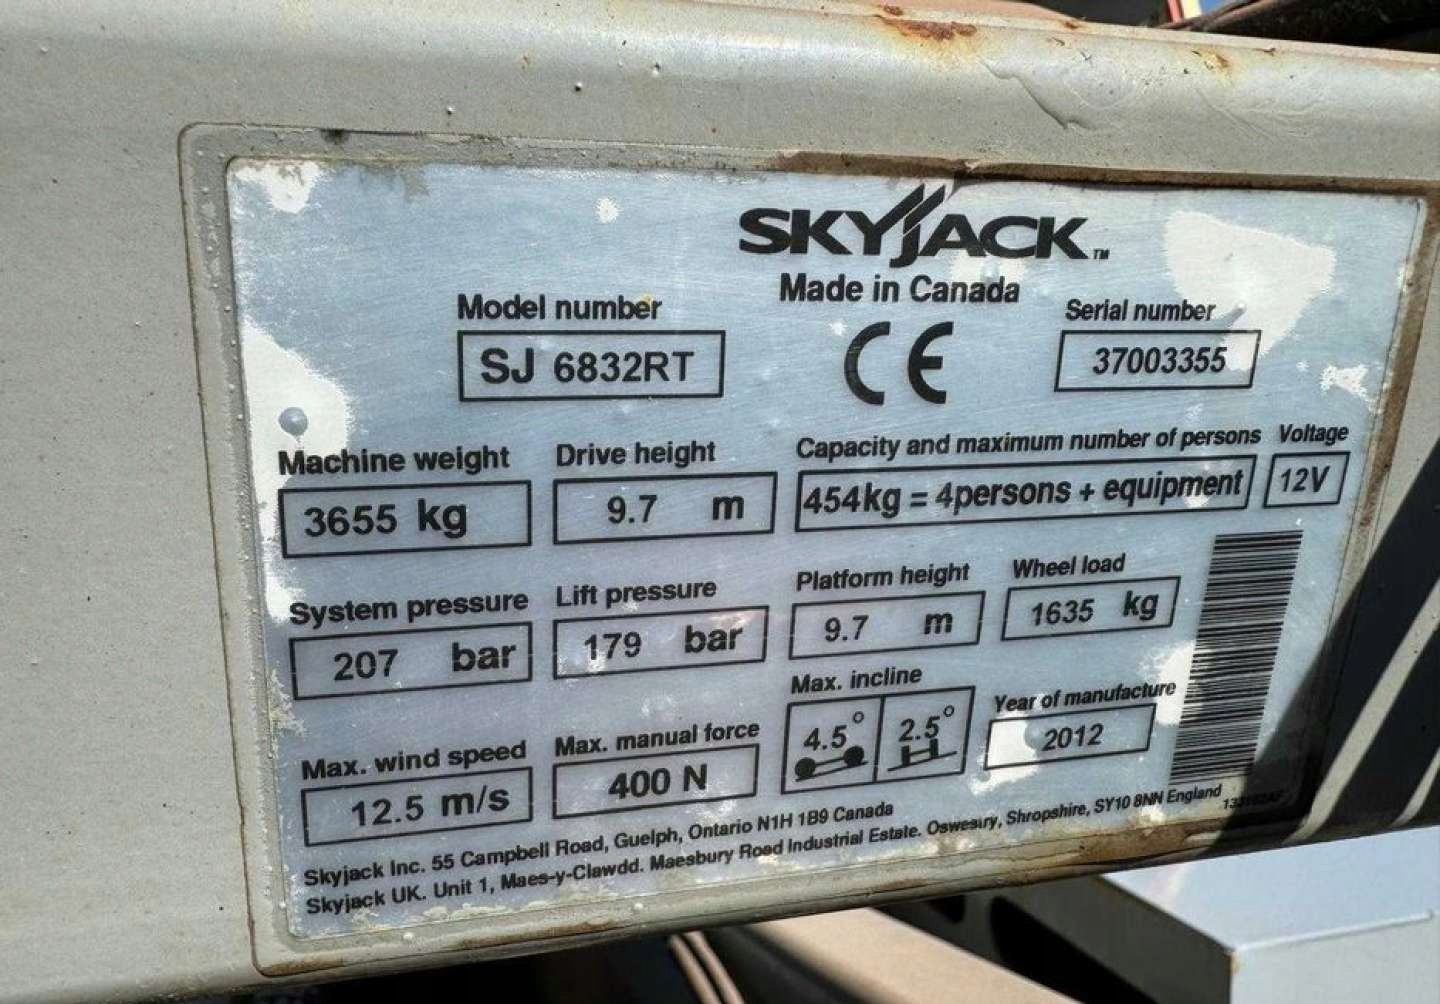 SKYJACK™
Made in Canada
Model number
SJ 6832RT
CE
Serial number
37003355
Machine weight
3655 kg
Drive height
9.7 m
Capacity and maximum number of persons
454kg = 4persons + equipment
Voltage
12V
System pressure
207 bar
Lift pressure
179 bar
Platform height
9.7 m
Wheel load
1635 kg
Max. wind speed
12.5 m/s
Max. manual force
400 N
Max. incline
4.5°
2.5°
Year of manufacture
2012
Skyjack Inc. 55 Campbell Road, Guelph, Ontario N1H 1B9 Canada
Skyjack UK. Unit 1, Maes-y-Clawdd. Maesbury Road Industrial Estate. Oswestry, Shropshire, SY10 8NN England